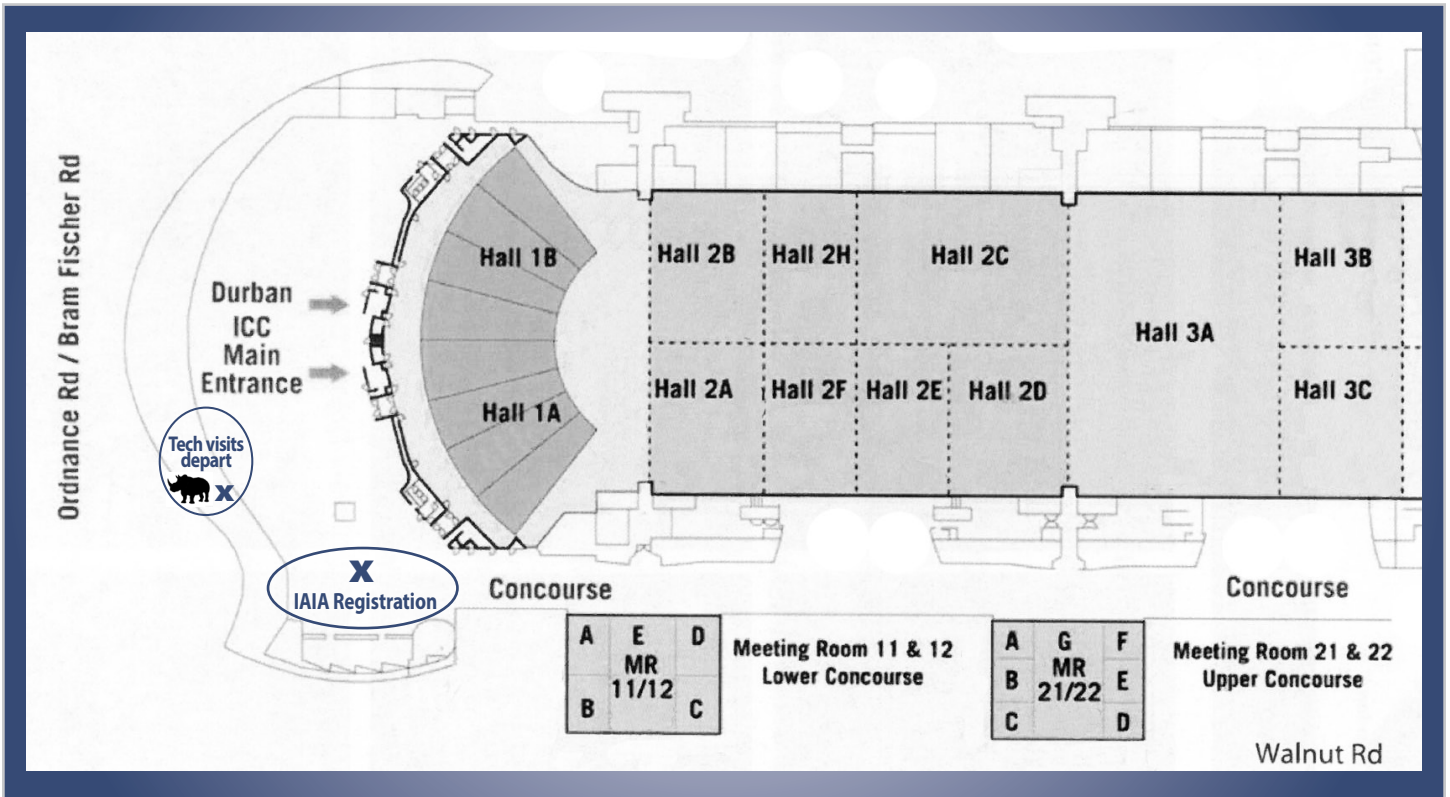 Ordnance Rd / Bram Fischer Rd
Durban
ICC
Main
Entrance
Tech visits
depart
X
X
IAIA Registration
Hall 1B
Hall 1A
Hall 2B
Hall 2H
Hall 2C
Hall 2A
Hall 2F
Hall 2E
Hall 2D
Hall 3A
Hall 3B
Hall 3C
Concourse
Concourse
A E D
MR
11/12
B C
Meeting Room 11 & 12
Lower Concourse
A G F
MR
B E
21/22
C D
Meeting Room 21 & 22
Upper Concourse
Walnut Rd